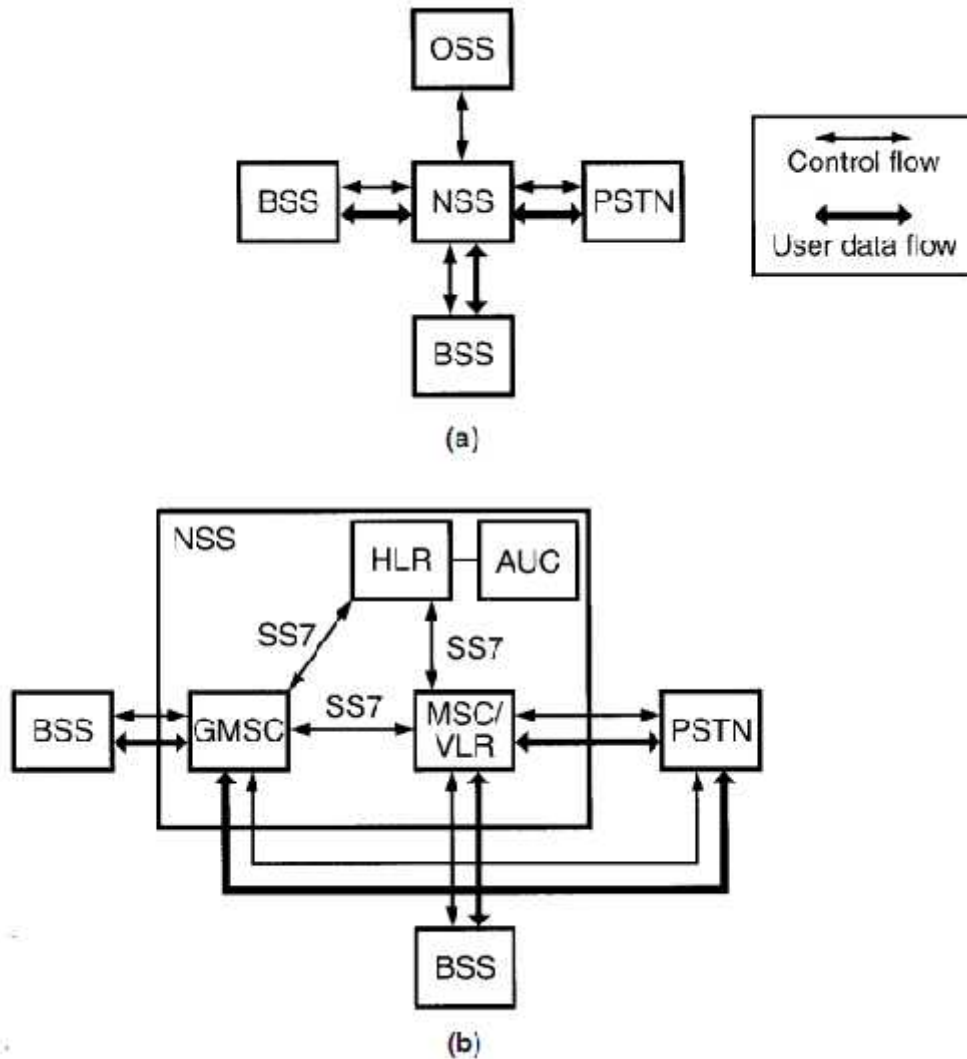 OSS
BSS
NSS
PSTN
BSS
(a)
Control flow
User data flow
NSS
HLR
AUC
SS7
SS7
SS7
BSS
GMSC
MSC/
VLR
PSTN
BSS
(b)